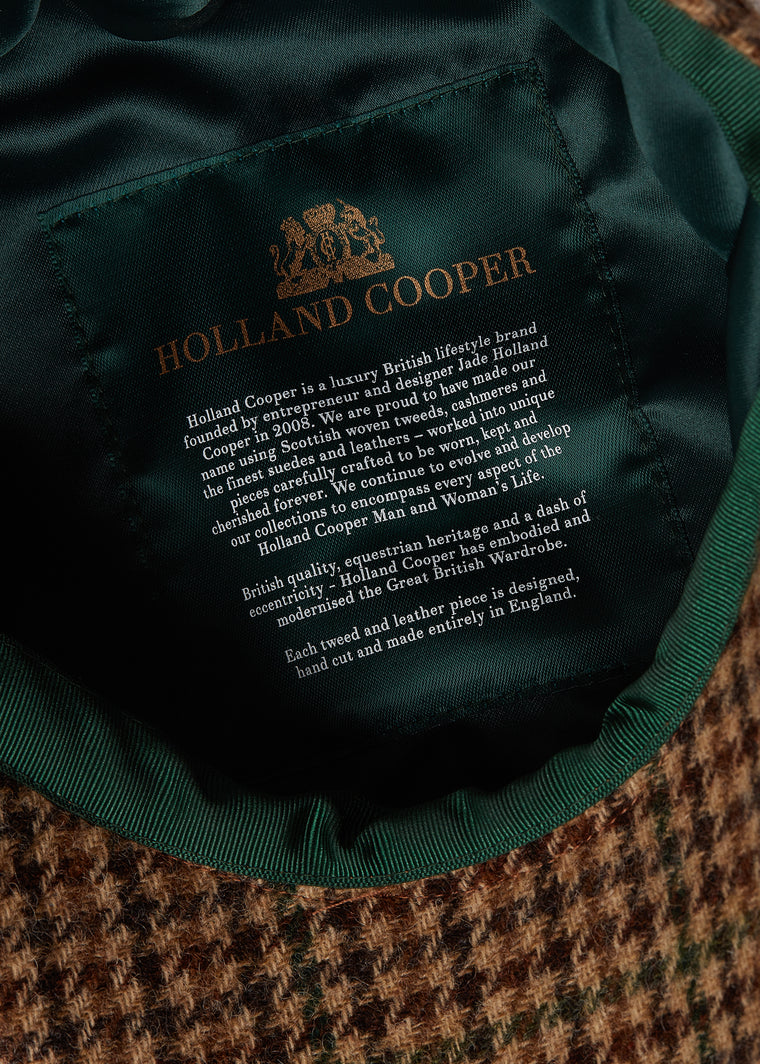 HOLLAND COOPER
Holland Cooper is a luxury British lifestyle brand
founded by entrepreneur and designer Jade Holland
Cooper in 2008. We are proud to have made our
name using Scottish woven tweeds, cashmeres and
the finest suedes and leathers – worked into unique
pieces carefully crafted to be worn, kept and
cherished forever. We continue to evolve and develop
our collections to encompass every aspect of the
Holland Cooper Man and Woman's Life.
British quality, equestrian heritage and a dash of
eccentricity - Holland Cooper has embodied and
modernised the Great British Wardrobe.
Each tweed and leather piece is designed,
hand cut and made entirely in England.